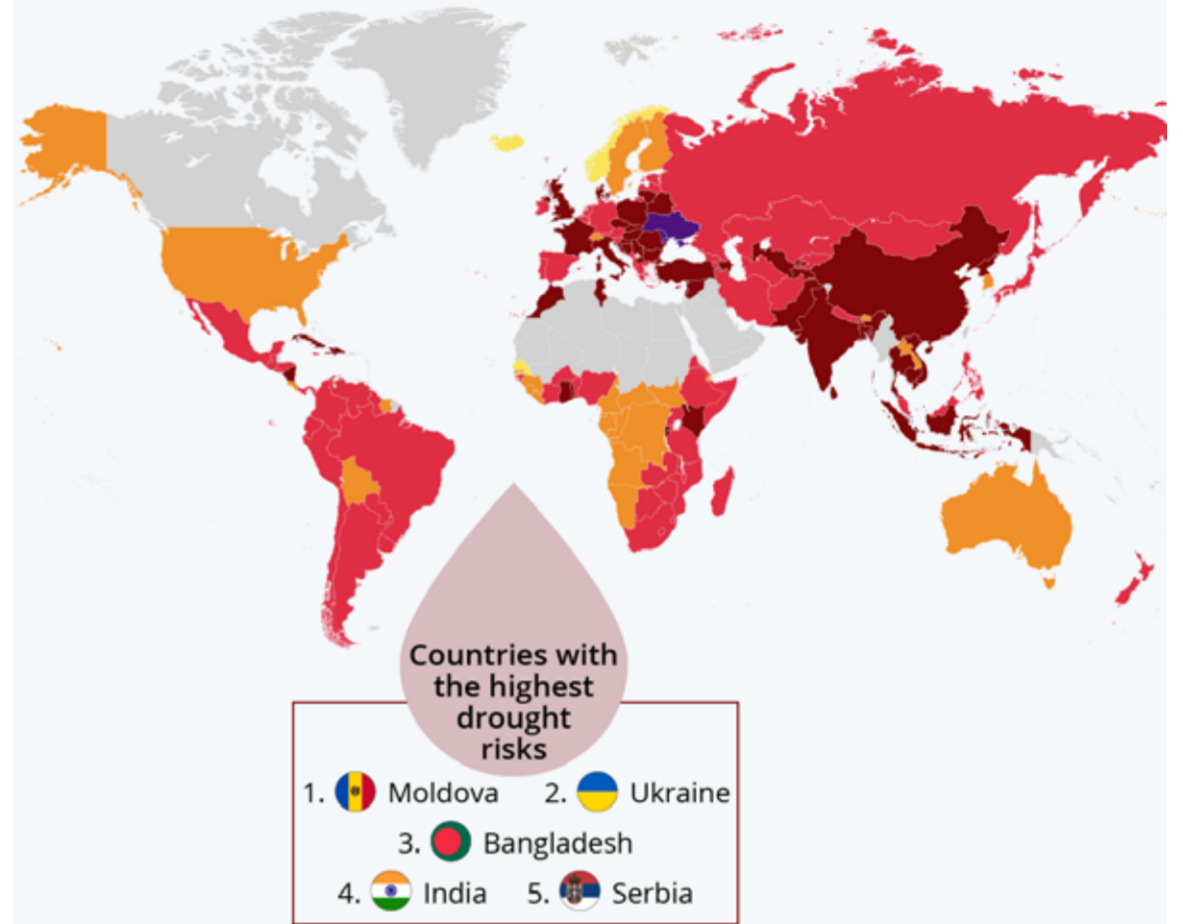 Countries with
the highest
drought
risks
1. Moldova 2. Ukraine
3. Bangladesh
4. India 5. Serbia